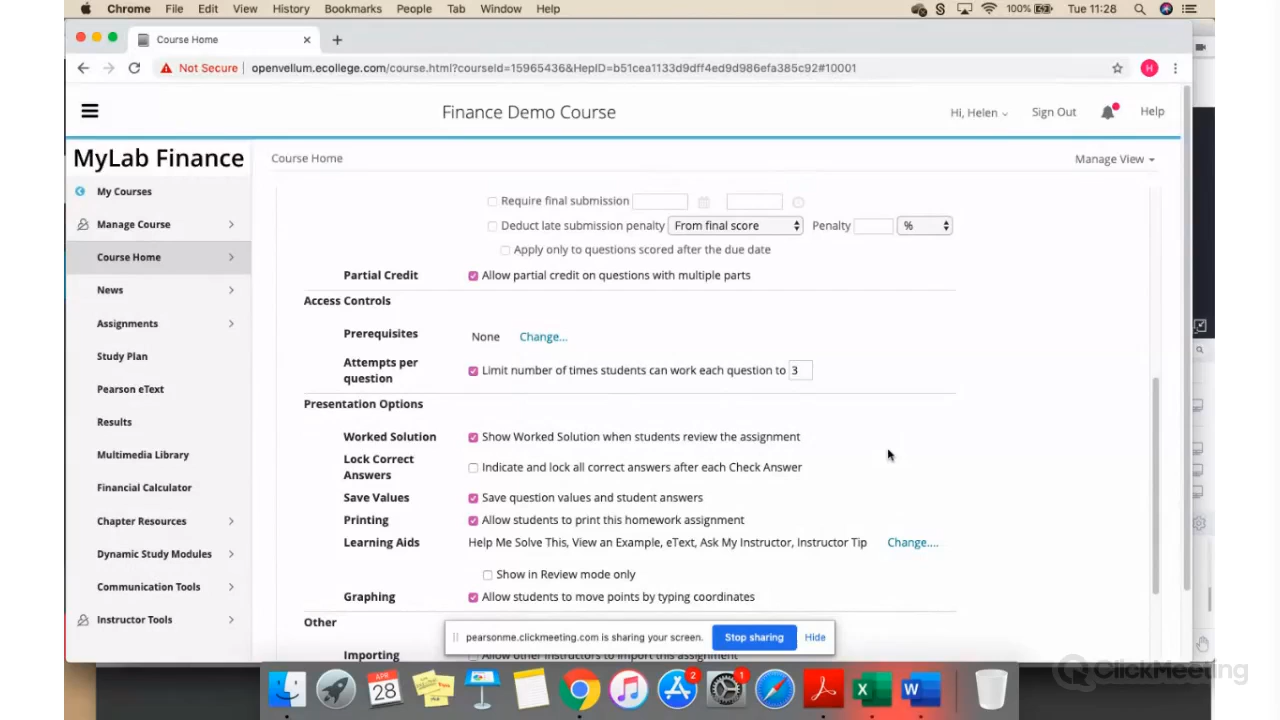 Chrome File Edit View History Bookmarks People Tab Window Help 100% Tue 11:28
Course Home
Not Secure openvellum.ecollege.com/course.html?courseId=15965436&HepID=b51cea1133d9dff4ed9d986efa385c92#10001 H
Finance Demo Course Hi, Helen Sign Out Help
MyLab Finance Course Home Manage View
My Courses
Manage Course
Course Home
News
Assignments
Study Plan
Pearson eText
Results
Multimedia Library
Financial Calculator
Chapter Resources
Dynamic Study Modules
Communication Tools
Instructor Tools
Require final submission
Deduct late submission penalty From final score Penalty %
Apply only to questions scored after the due date
Partial Credit Allow partial credit on questions with multiple parts
Access Controls
Prerequisites None Change...
Attempts per
question Limit number of times students can work each question to 3
Presentation Options
Worked Solution Show Worked Solution when students review the assignment
Lock Correct
Answers Indicate and lock all correct answers after each Check Answer
Save Values Save question values and student answers
Printing Allow students to print this homework assignment
Learning Aids Help Me Solve This, View an Example, eText, Ask My Instructor, Instructor Tip Change....
Show in Review mode only
Graphing Allow students to move points by typing coordinates
Other
pearsonme.clickmeeting.com is sharing your screen. Stop sharing Hide
Importing Allow other instructors to import this assignment
APR
28
2
1
X
W
ClickMeeting